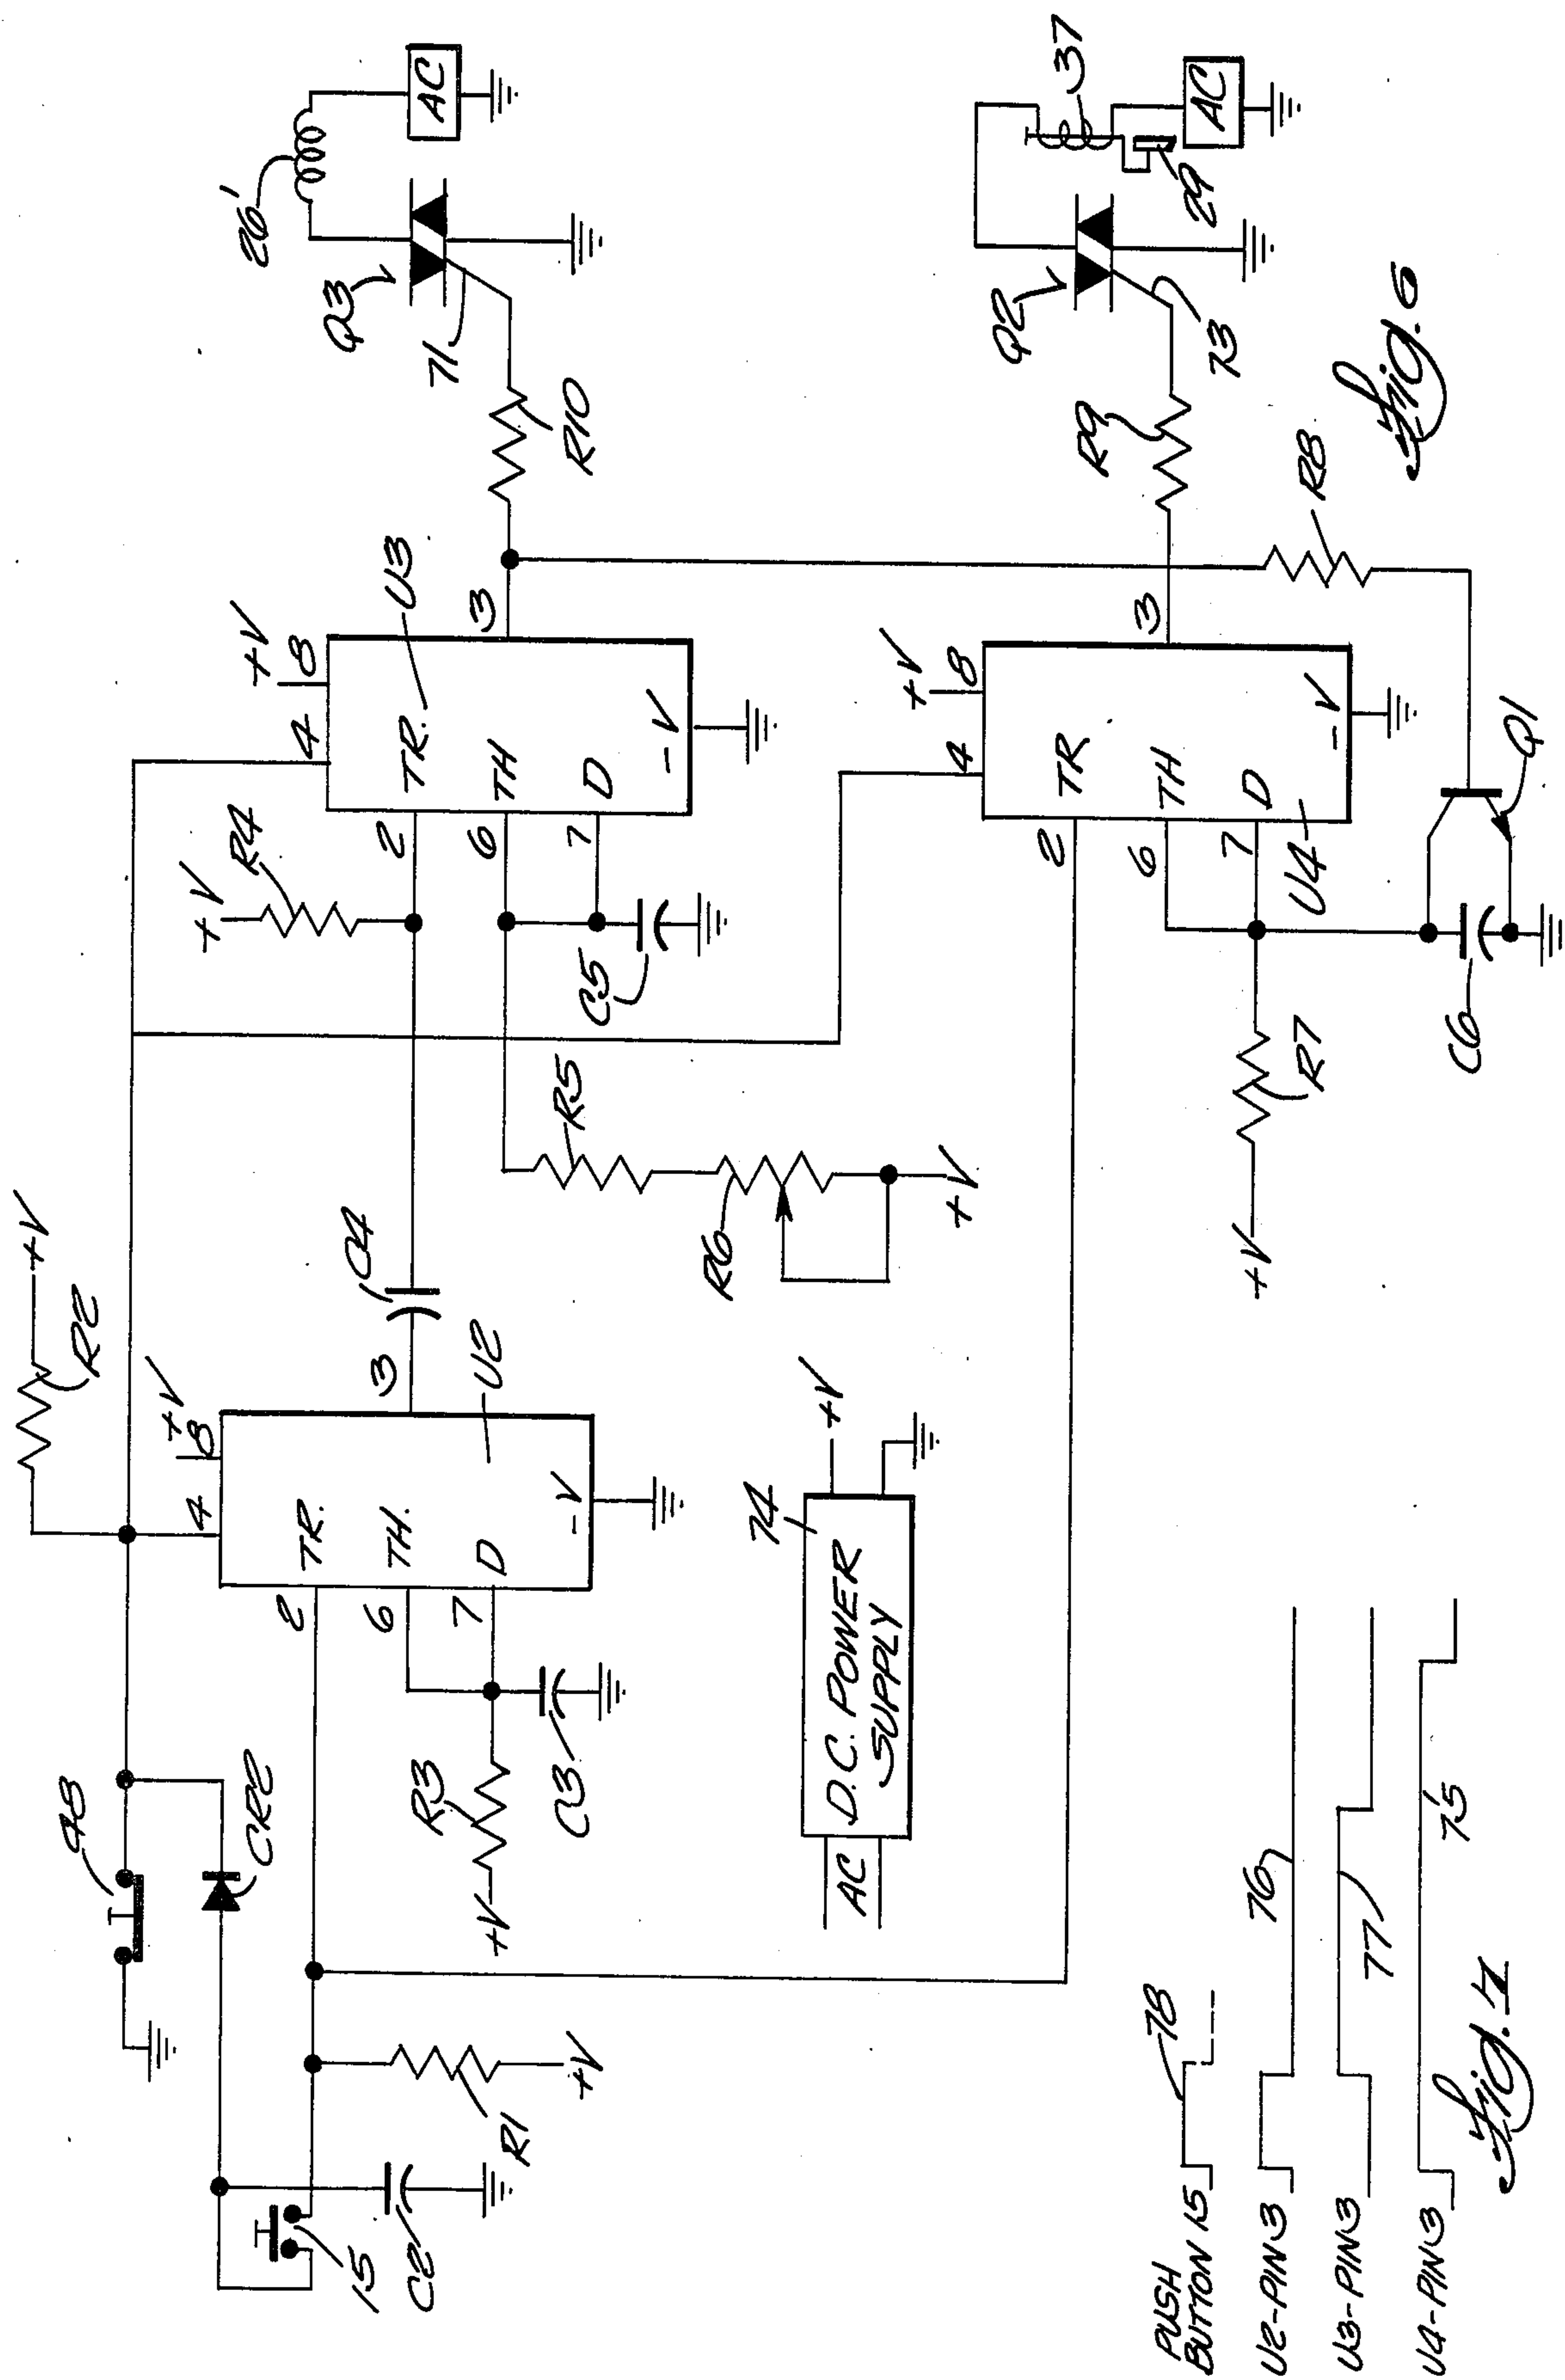 48
CR2
15
C2
R1
+V
R2
+V
4
+V
8
2
TR.
6
TH.
7
D
-V
3
U2
R3
+V
C3
C4
R4
+V
4
+V
8
2
TR.
6
TH
7
D
-V
3
U3
C5
R5
R6
+V
R10
71
Q3
26'
AC
2
TR
4
+V
8
6
TH
7
D
-V
3
U4
R7
+V
C6
Q1
R8
R9
73
Q2
37
29
AC
AC
D.C. POWER
SUPPLY
74
+V
Fig. 6
PUSH
BUTTON 15
78
U2-PIN 3
76
U3-PIN 3
77
U4-PIN 3
75
Fig. 7